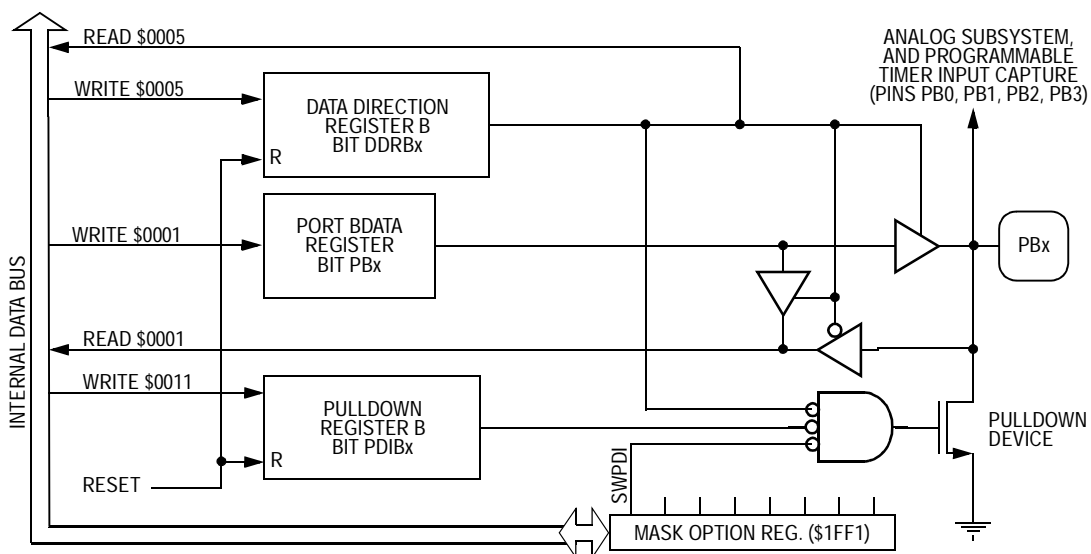 READ $0005
ANALOG SUBSYSTEM,
AND PROGRAMMABLE
TIMER INPUT CAPTURE
(PINS PB0, PB1, PB2, PB3)
WRITE $0005
DATA DIRECTION
REGISTER B
BIT DDRBx
R
WRITE $0001
PORT BDATA
REGISTER
BIT PBx
PBx
INTERNAL DATA BUS
READ $0001
WRITE $0011
PULLDOWN
REGISTER B
BIT PDIBx
R
PULLDOWN
DEVICE
RESET
SWPDI
MASK OPTION REG. ($1FF1)